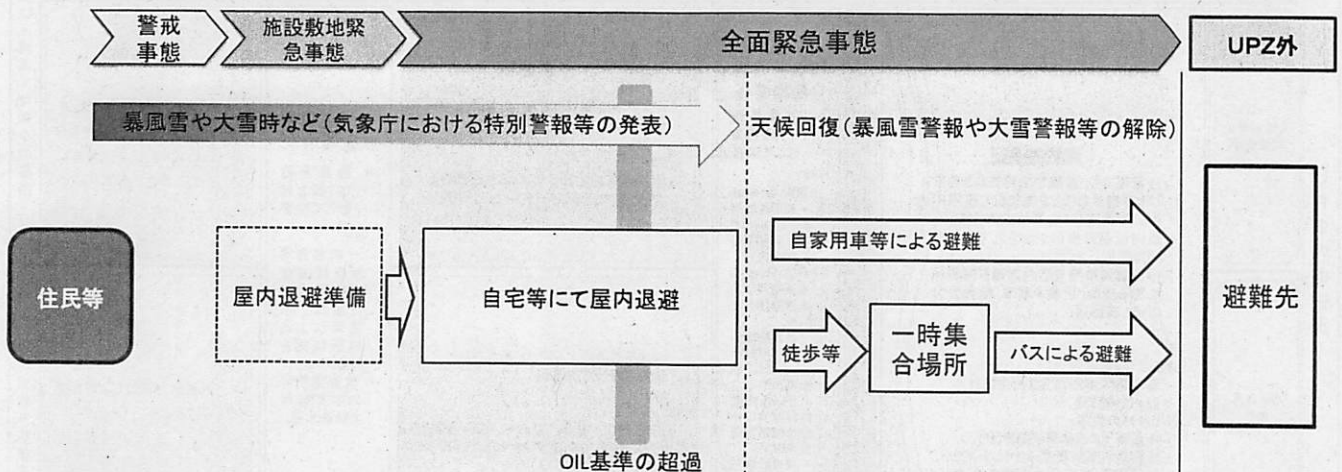 警戒
事態
施設敷地緊
急事態
全面緊急事態
UPZ外
暴風雪や大雪時など(気象庁における特別警報等の発表)
天候回復(暴風雪警報や大雪警報等の解除)
住民等
屋内退避準備
自宅等にて屋内退避
自家用車等による避難
徒歩等
一時集
合場所
バスによる避難
避難先
OIL基準の超過